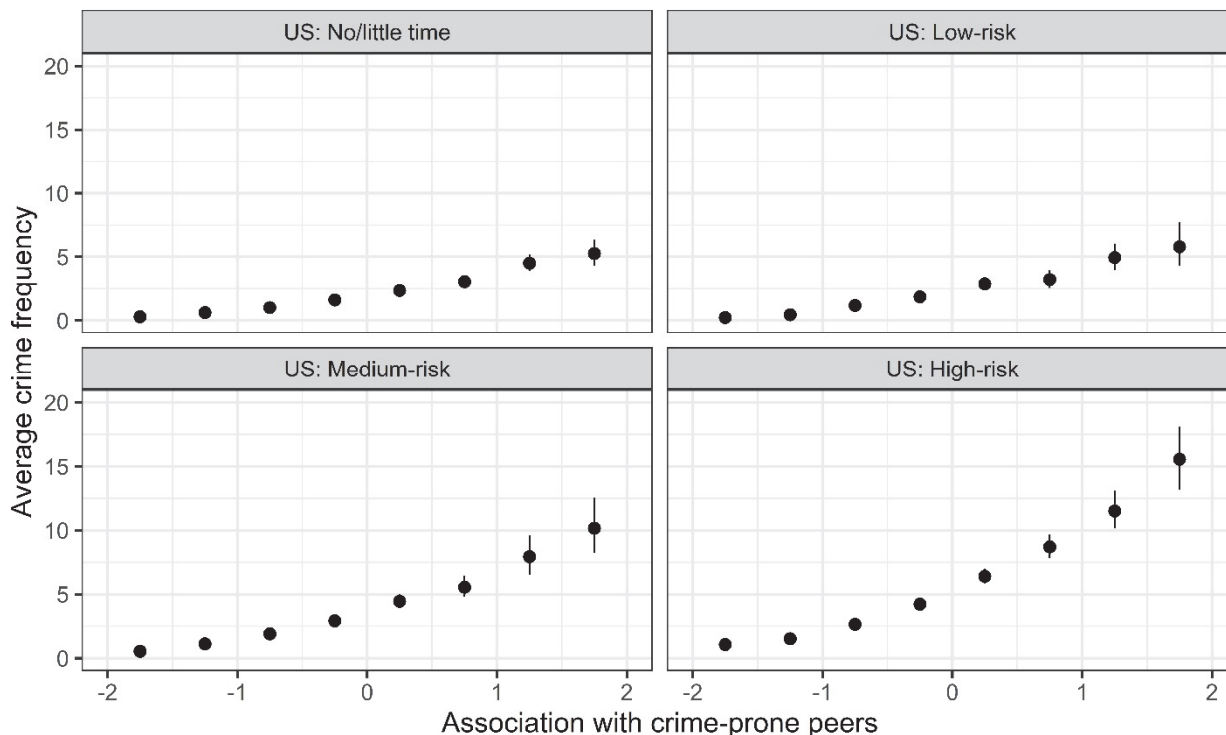 US: No/little time
US: Low-risk
20
15
10
5
0
US: Medium-risk
US: High-risk
20
15
10
5
0
Average crime frequency
-2 -1 0 1 2
-2 -1 0 1 2
Association with crime-prone peers